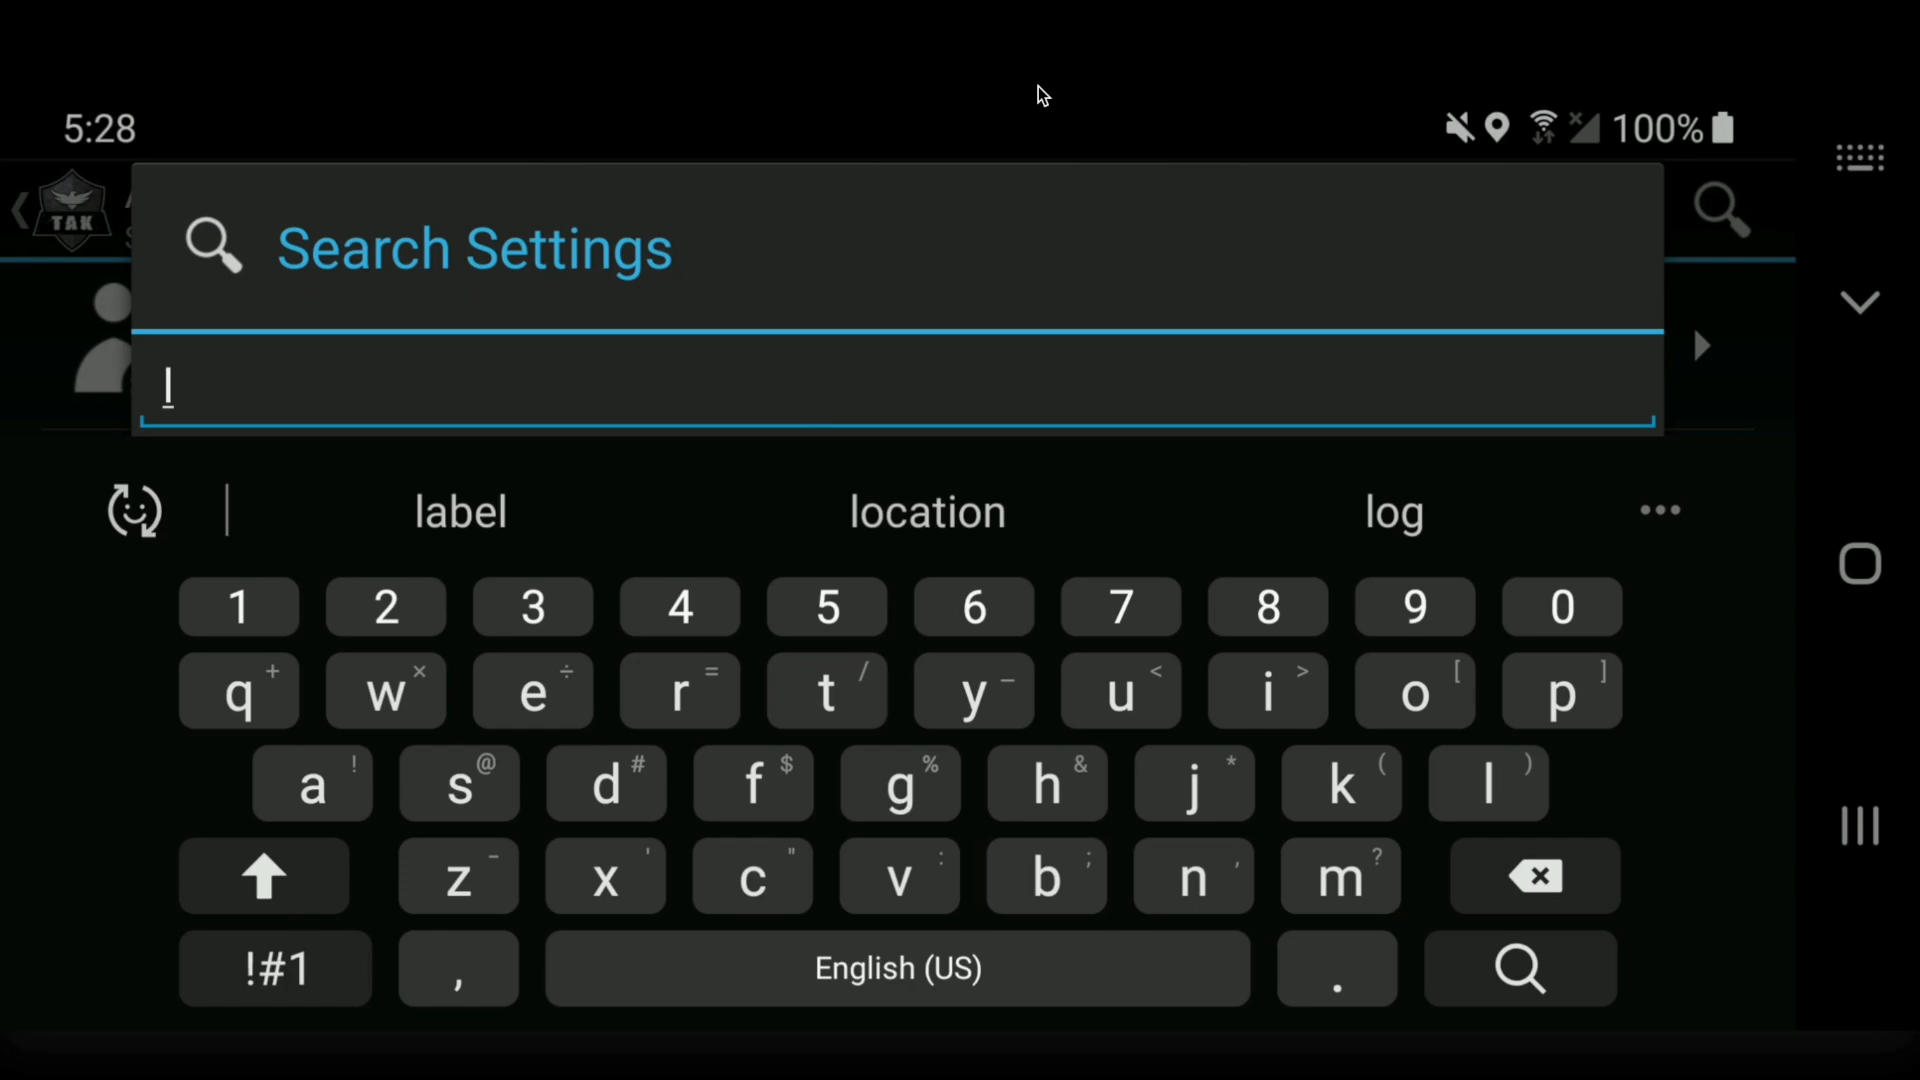 5:28
100%
TAK
Search Settings
l
label location log
1 2 3 4 5 6 7 8 9 0
q + w × e ÷ r = t / y _ u < i > o [ p ]
a ! s @ d # f $ g % h & j * k ( l )
z - x ' c " v : b ; n , m ?
!#1 , English (US) .